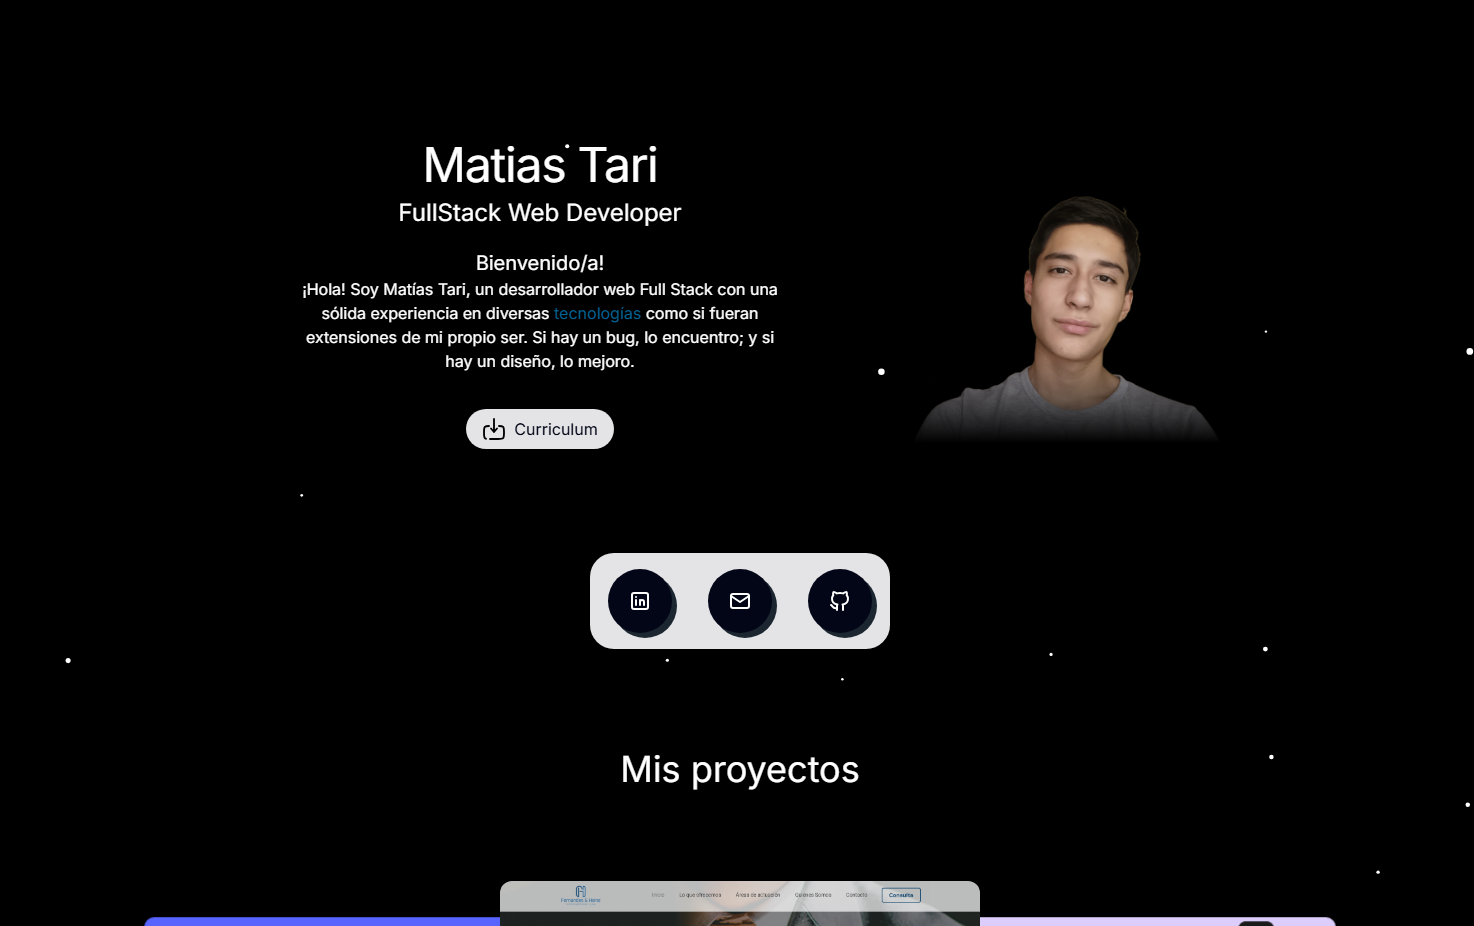 Matias Tari
FullStack Web Developer
Bienvenido/a!
¡Hola! Soy Matías Tari, un desarrollador web Full Stack con una
sólida experiencia en diversas tecnologías como si fueran
extensiones de mi propio ser. Si hay un bug, lo encuentro; y si
hay un diseño, lo mejoro.
Curriculum
Mis proyectos
Inicio Lo que ofrecemos Áreas de actuación Quienes Somos Contacto Consulta